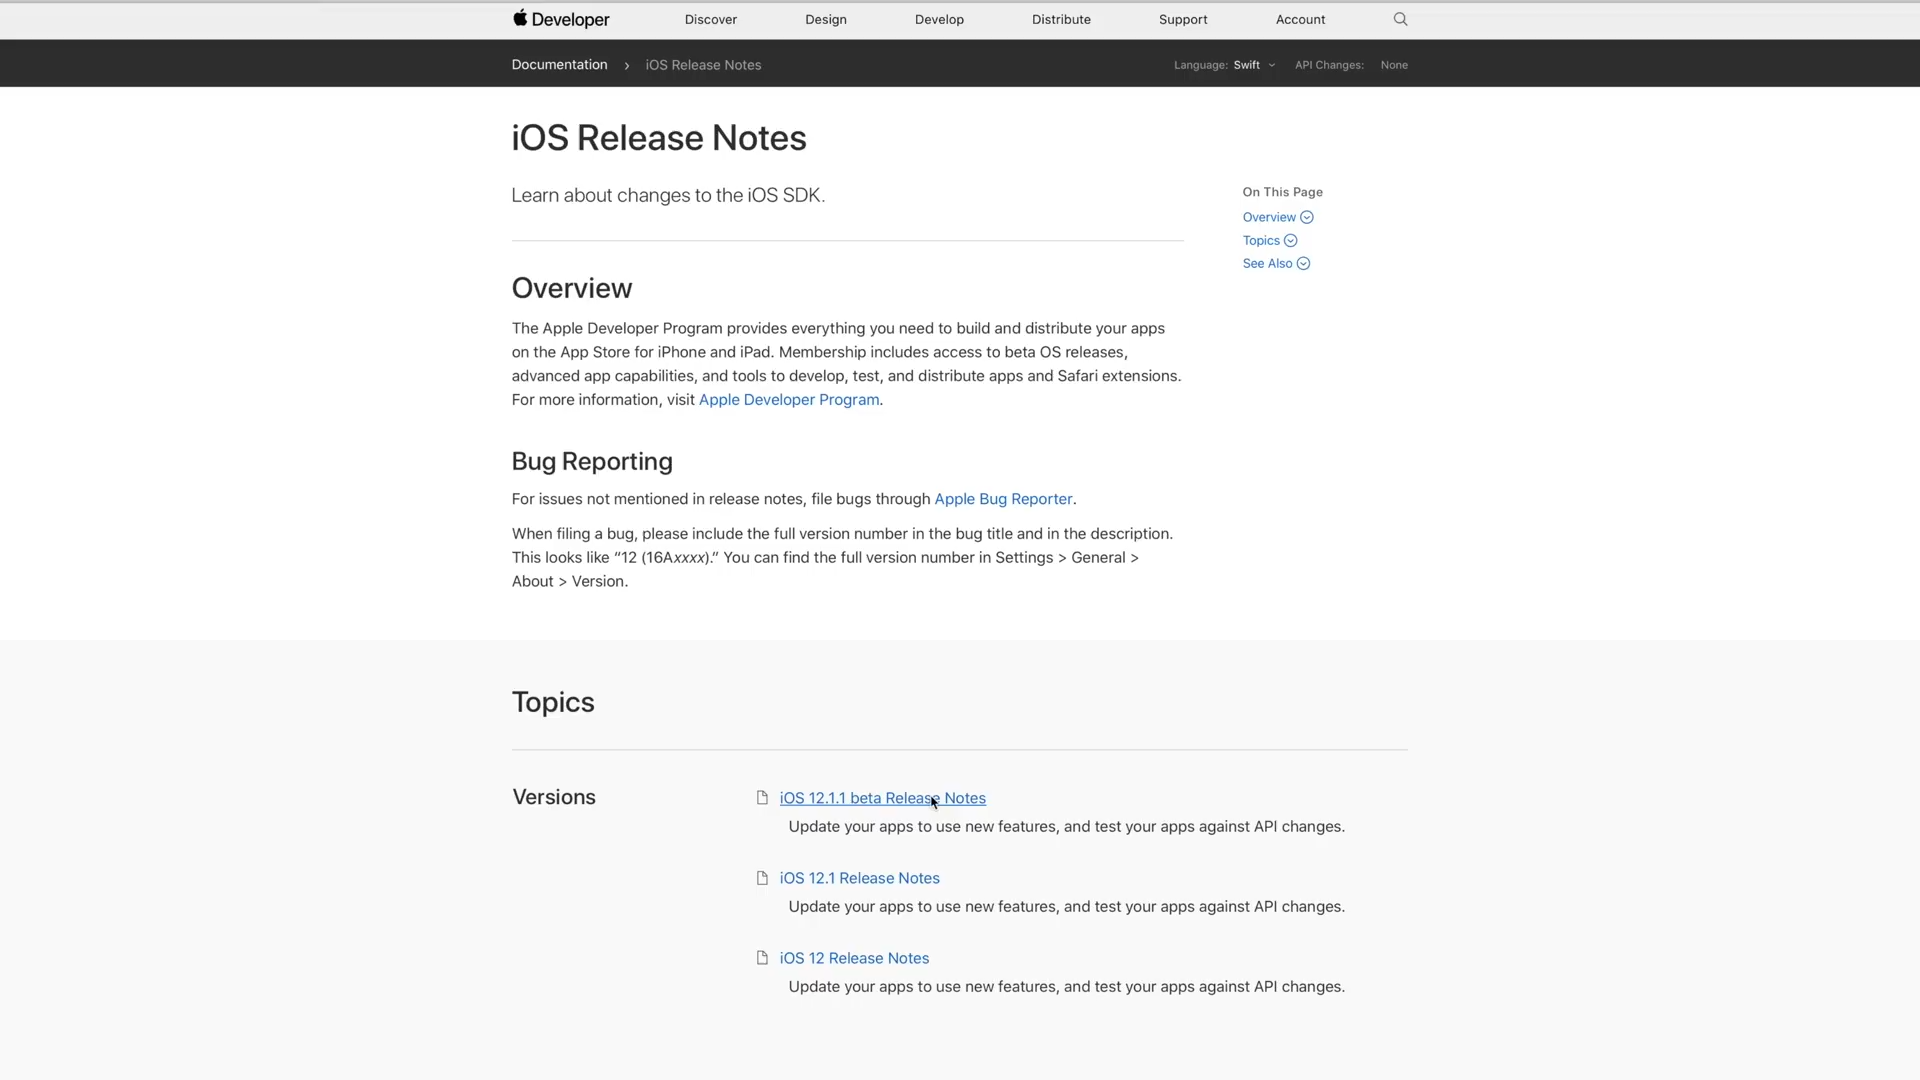 Developer
Discover
Design
Develop
Distribute
Support
Account
Documentation › iOS Release Notes
Language: Swift
API Changes: None
iOS Release Notes
Learn about changes to the iOS SDK.
On This Page
Overview
Topics
See Also
Overview
The Apple Developer Program provides everything you need to build and distribute your apps
on the App Store for iPhone and iPad. Membership includes access to beta OS releases,
advanced app capabilities, and tools to develop, test, and distribute apps and Safari extensions.
For more information, visit Apple Developer Program.
Bug Reporting
For issues not mentioned in release notes, file bugs through Apple Bug Reporter.
When filing a bug, please include the full version number in the bug title and in the description.
This looks like “12 (16Axxxx).” You can find the full version number in Settings > General >
About > Version.
Topics
Versions
iOS 12.1.1 beta Release Notes
Update your apps to use new features, and test your apps against API changes.
iOS 12.1 Release Notes
Update your apps to use new features, and test your apps against API changes.
iOS 12 Release Notes
Update your apps to use new features, and test your apps against API changes.